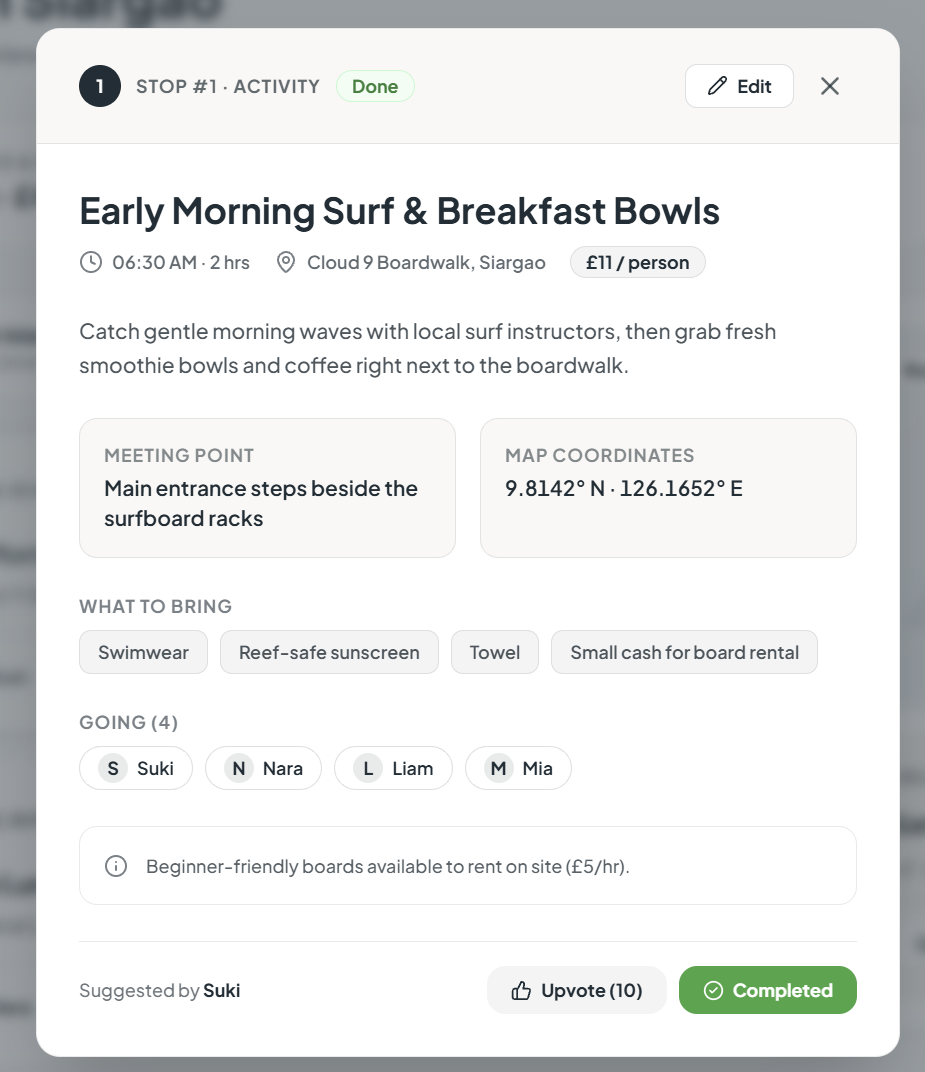 Siargao
1 STOP #1 · ACTIVITY Done Edit
Early Morning Surf & Breakfast Bowls
06:30 AM · 2 hrs Cloud 9 Boardwalk, Siargao £11 / person
Catch gentle morning waves with local surf instructors, then grab fresh
smoothie bowls and coffee right next to the boardwalk.
MEETING POINT
Main entrance steps beside the
surfboard racks
MAP COORDINATES
9.8142° N · 126.1652° E
WHAT TO BRING
Swimwear Reef-safe sunscreen Towel Small cash for board rental
GOING (4)
S Suki N Nara L Liam M Mia
Beginner-friendly boards available to rent on site (£5/hr).
Suggested by Suki Upvote (10) Completed